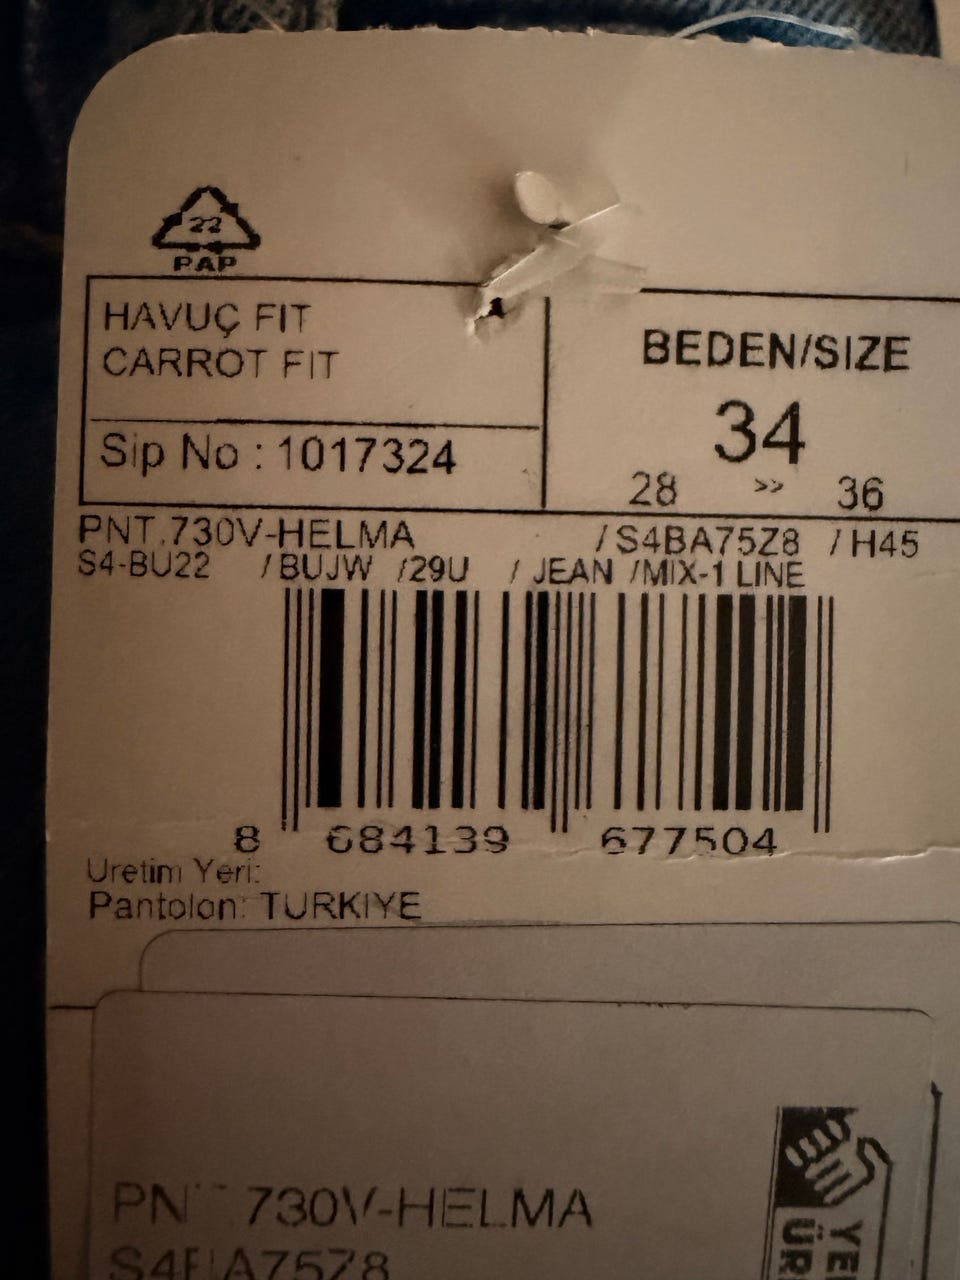 22
PAP
HAVUÇ FIT
CARROT FIT
BEDEN/SIZE
34
28 >> 36
Sip No : 1017324
PNT.730V-HELMA /S4BA75Z8 /H45
S4-BU22 /BUJW /29U / JEAN /MIX-1 LINE
8 684139 677504
Uretim Yeri:
Pantolon: TURKIYE
730V-HELMA